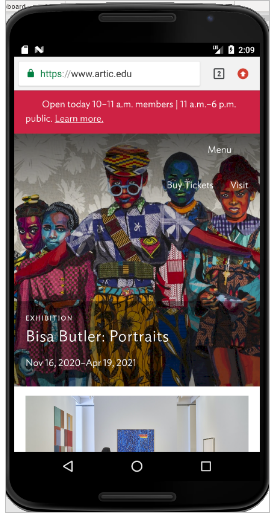 board
2:09
https://www.artic.edu
2
Open today 10–11 a.m. members | 11 a.m.–6 p.m.
public. Learn more.
Menu
Buy Tickets Visit
EXHIBITION
Bisa Butler: Portraits
Nov 16, 2020–Apr 19, 2021